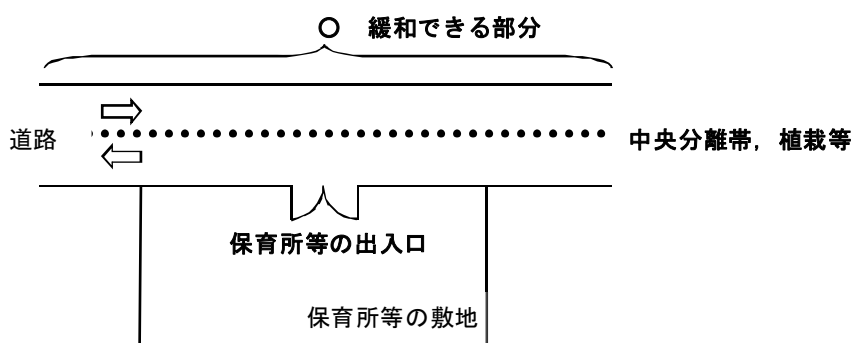 ○ 緩和できる部分
道路
中央分離帯，植栽等
保育所等の出入口
保育所等の敷地